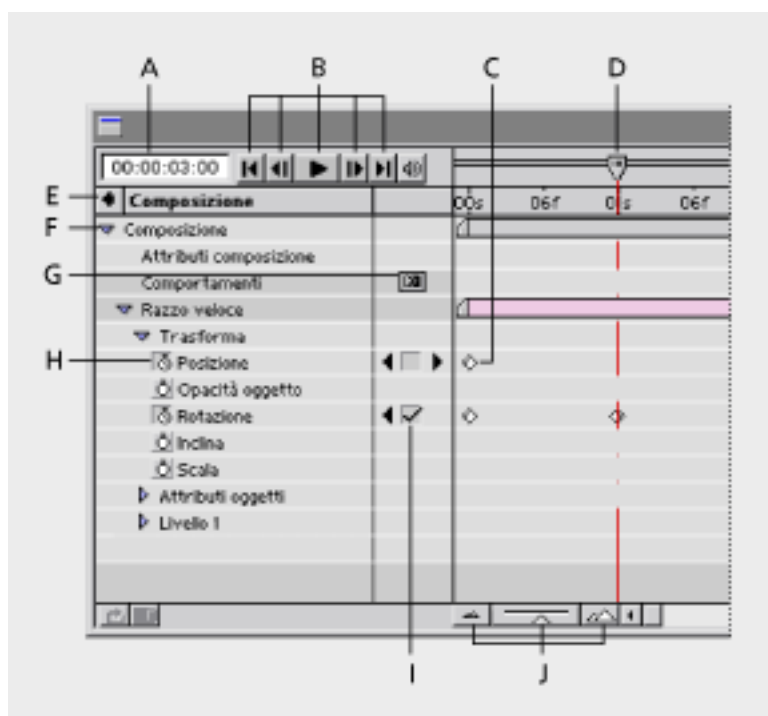 A B C D
00:00:03:00
E Composizione 00s 06f 01s 06f
F Composizione
Attributi composizione
G Comportamenti
Razzo veloce
Trasforma
H Posizione
Opacità oggetto
Rotazione
Inclina
Scala
Attributi oggetti
Livello 1
I J